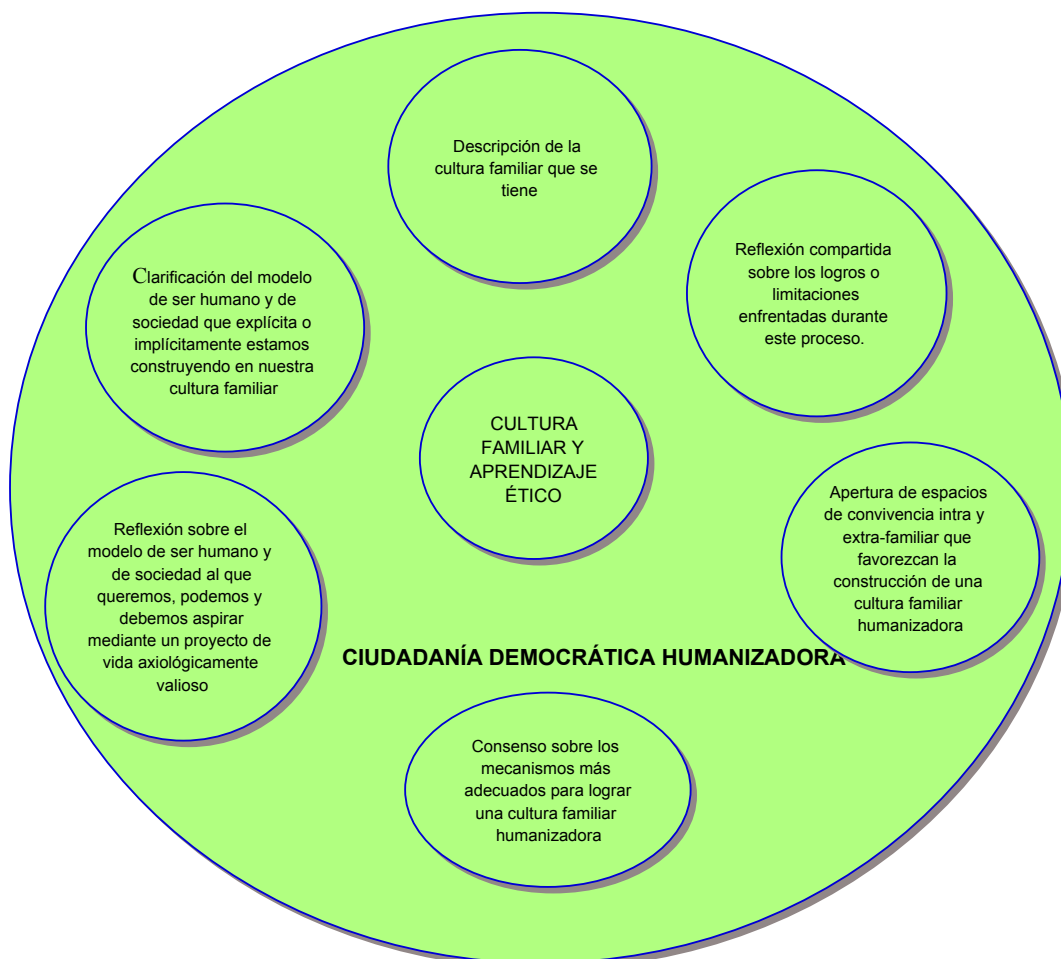 Descripción de la
cultura familiar que se
tiene
Clarificación del modelo
de ser humano y de
sociedad que explícita o
implícitamente estamos
construyendo en nuestra
cultura familiar
Reflexión compartida
sobre los logros o
limitaciones
enfrentadas durante
este proceso.
CULTURA
FAMILIAR Y
APRENDIZAJE
ÉTICO
Reflexión sobre el
modelo de ser humano y
de sociedad al que
queremos, podemos y
debemos aspirar
mediante un proyecto de
vida axiológicamente
valioso
Apertura de espacios
de convivencia intra y
extra-familiar que
favorezcan la
construcción de una
cultura familiar
humanizadora
CIUDADANÍA DEMOCRÁTICA HUMANIZADORA
Consenso sobre los
mecanismos más
adecuados para lograr
una cultura familiar
humanizadora